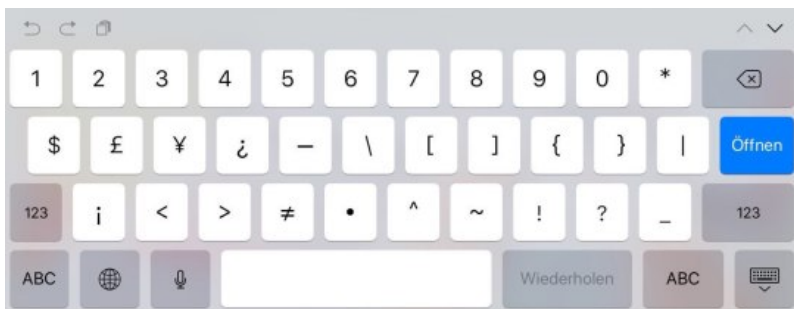 1 2 3 4 5 6 7 8 9 0 *
$ £ ¥ ¿ — \ [ ] { } | Öffnen
123 ¡ < > ≠ • ^ ~ ! ? _ 123
ABC Wiederholen ABC